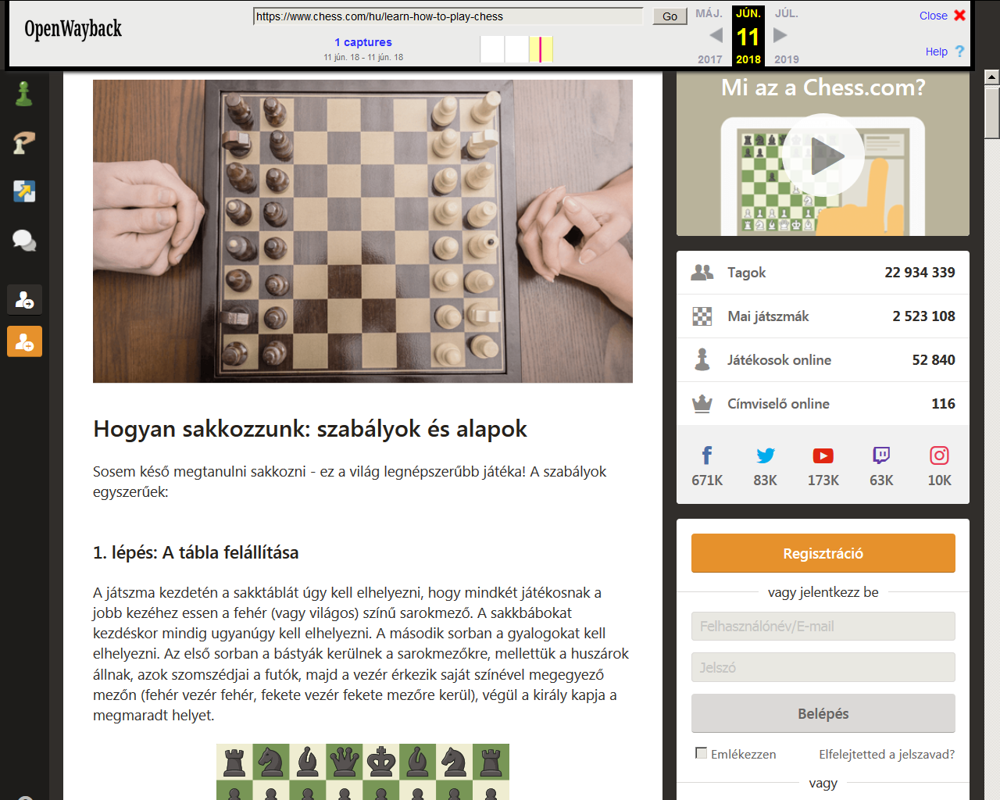 OpenWayback
https://www.chess.com/hu/learn-how-to-play-chess
Go
1 captures
11 jún. 18 - 11 jún. 18
MÁJ.
JÚN.
JÚL.
11
2017
2018
2019
Close
Help
Hogyan sakkozzunk: szabályok és alapok
Sosem késő megtanulni sakkozni - ez a világ legnépszerűbb játéka! A szabályok
egyszerűek:
1. lépés: A tábla felállítása
A játszma kezdetén a sakktáblát úgy kell elhelyezni, hogy mindkét játékosnak a
jobb kezéhez essen a fehér (vagy világos) színű sarokmező. A sakkbábokat
kezdéskor mindig ugyanúgy kell elhelyezni. A második sorban a gyalogokat kell
elhelyezni. Az első sorban a bástyák kerülnek a sarokmezőkre, mellettük a huszárok
állnak, azok szomszédjai a futók, majd a vezér érkezik saját színével megegyező
mezőn (fehér vezér fehér, fekete vezér fekete mezőre kerül), végül a király kapja a
megmaradt helyet.
Mi az a Chess.com?
Tagok 22 934 339
Mai játszmák 2 523 108
Játékosok online 52 840
Címviselő online 116
671K 83K 173K 63K 10K
Regisztráció
vagy jelentkezz be
Felhasználónév/E-mail
Jelszó
Belépés
Emlékezzen Elfelejtetted a jelszavad?
vagy